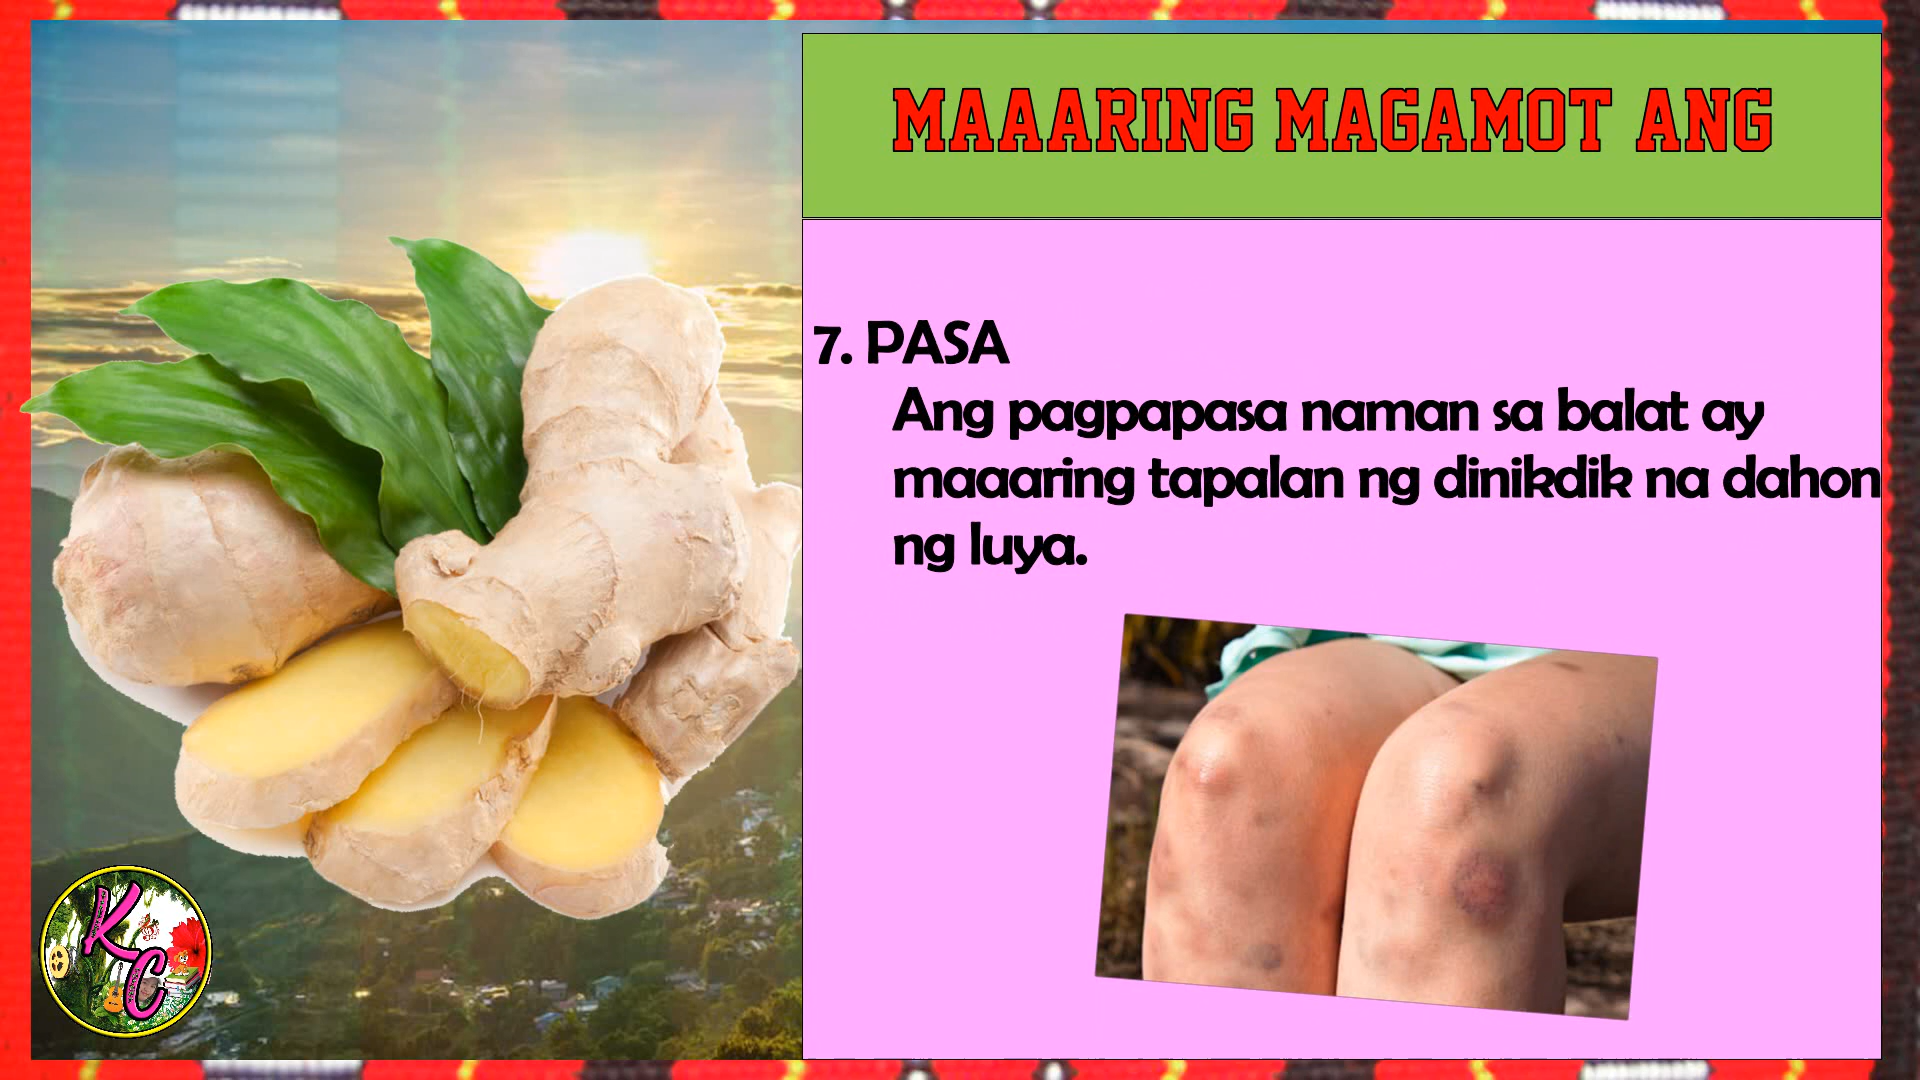 MAAARING MAGAMOT ANG
7. PASA
Ang pagpapasa naman sa balat ay
maaaring tapalan ng dinikdik na dahon
ng luya.
KC